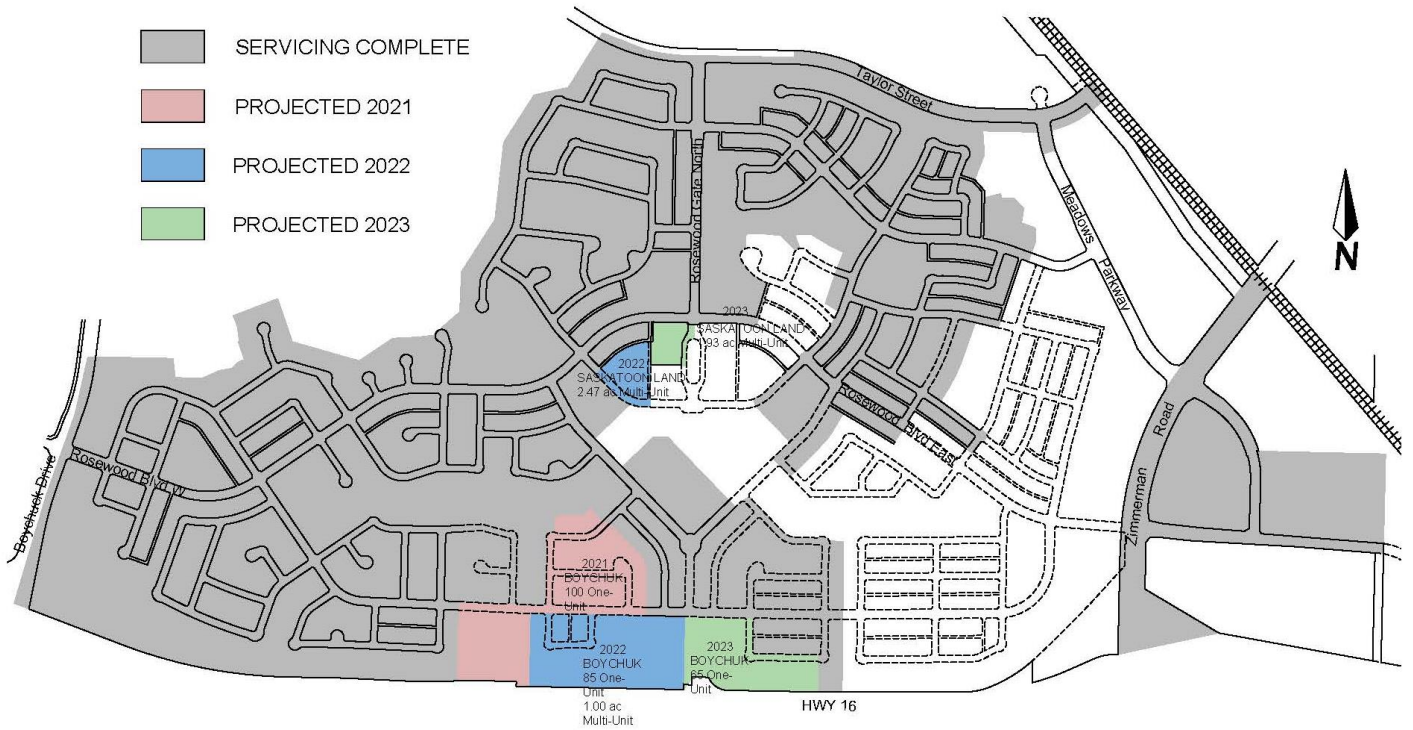 SERVICING COMPLETE
PROJECTED 2021
PROJECTED 2022
PROJECTED 2023
Taylor Street
Rosewood Gate North
Meadows Parkway
N
2023
SASKATOON LAND
1.93 ac Multi-Unit
2022
SASKATOON LAND
2.47 ac Multi-Unit
Rosewood Blvd East
Zimmerman Road
Rosewood Blvd W
Boychuck Drive
2021
BOYCHUK
100 One-
Unit
2022
BOYCHUK
85 One-
Unit
1.00 ac
Multi-Unit
2023
BOYCHUK
65 One-
Unit
HWY 16